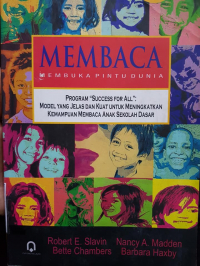 MEMBACA
MEMBUKA PINTU DUNIA
PROGRAM "SUCCESS FOR ALL":
MODEL YANG JELAS DAN KUAT UNTUK MENINGKATKAN
KEMAMPUAN MEMBACA ANAK SEKOLAH DASAR
Robert E. Slavin Nancy A. Madden
Bette Chambers Barbara Haxby